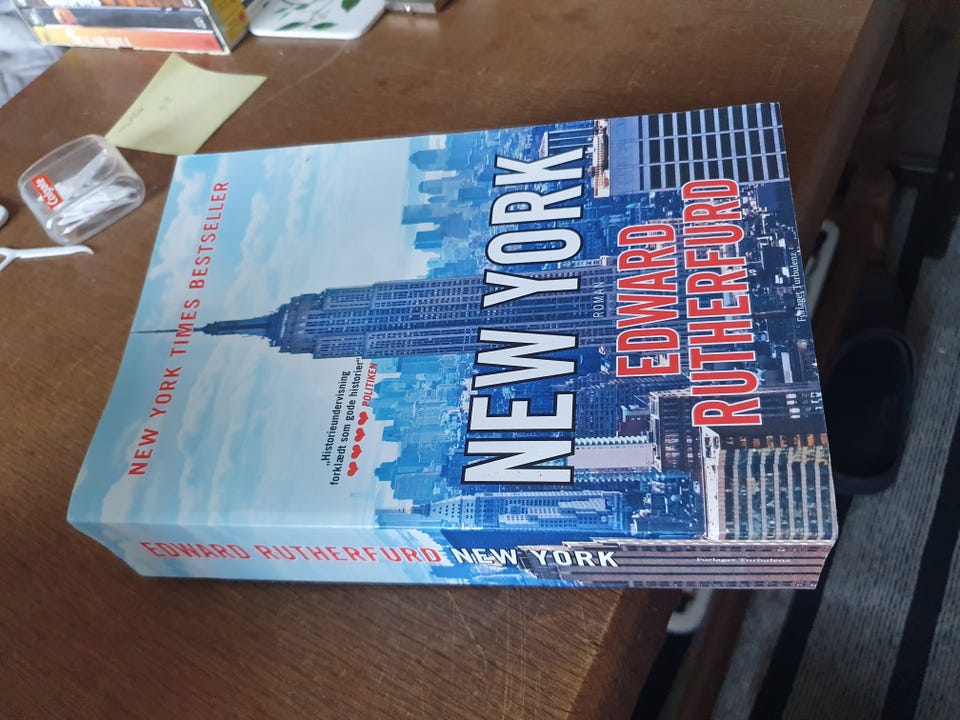 NEW YORK TIMES BESTSELLER
„Historieundervisning
forklædt som gode historier“
POLITIKEN
NEW YORK
ROMAN
EDWARD
RUTHERFURD
Forlaget Turbulenz
EDWARD RUTHERFURD NEW YORK
Forlaget Turbulenz
Colgate